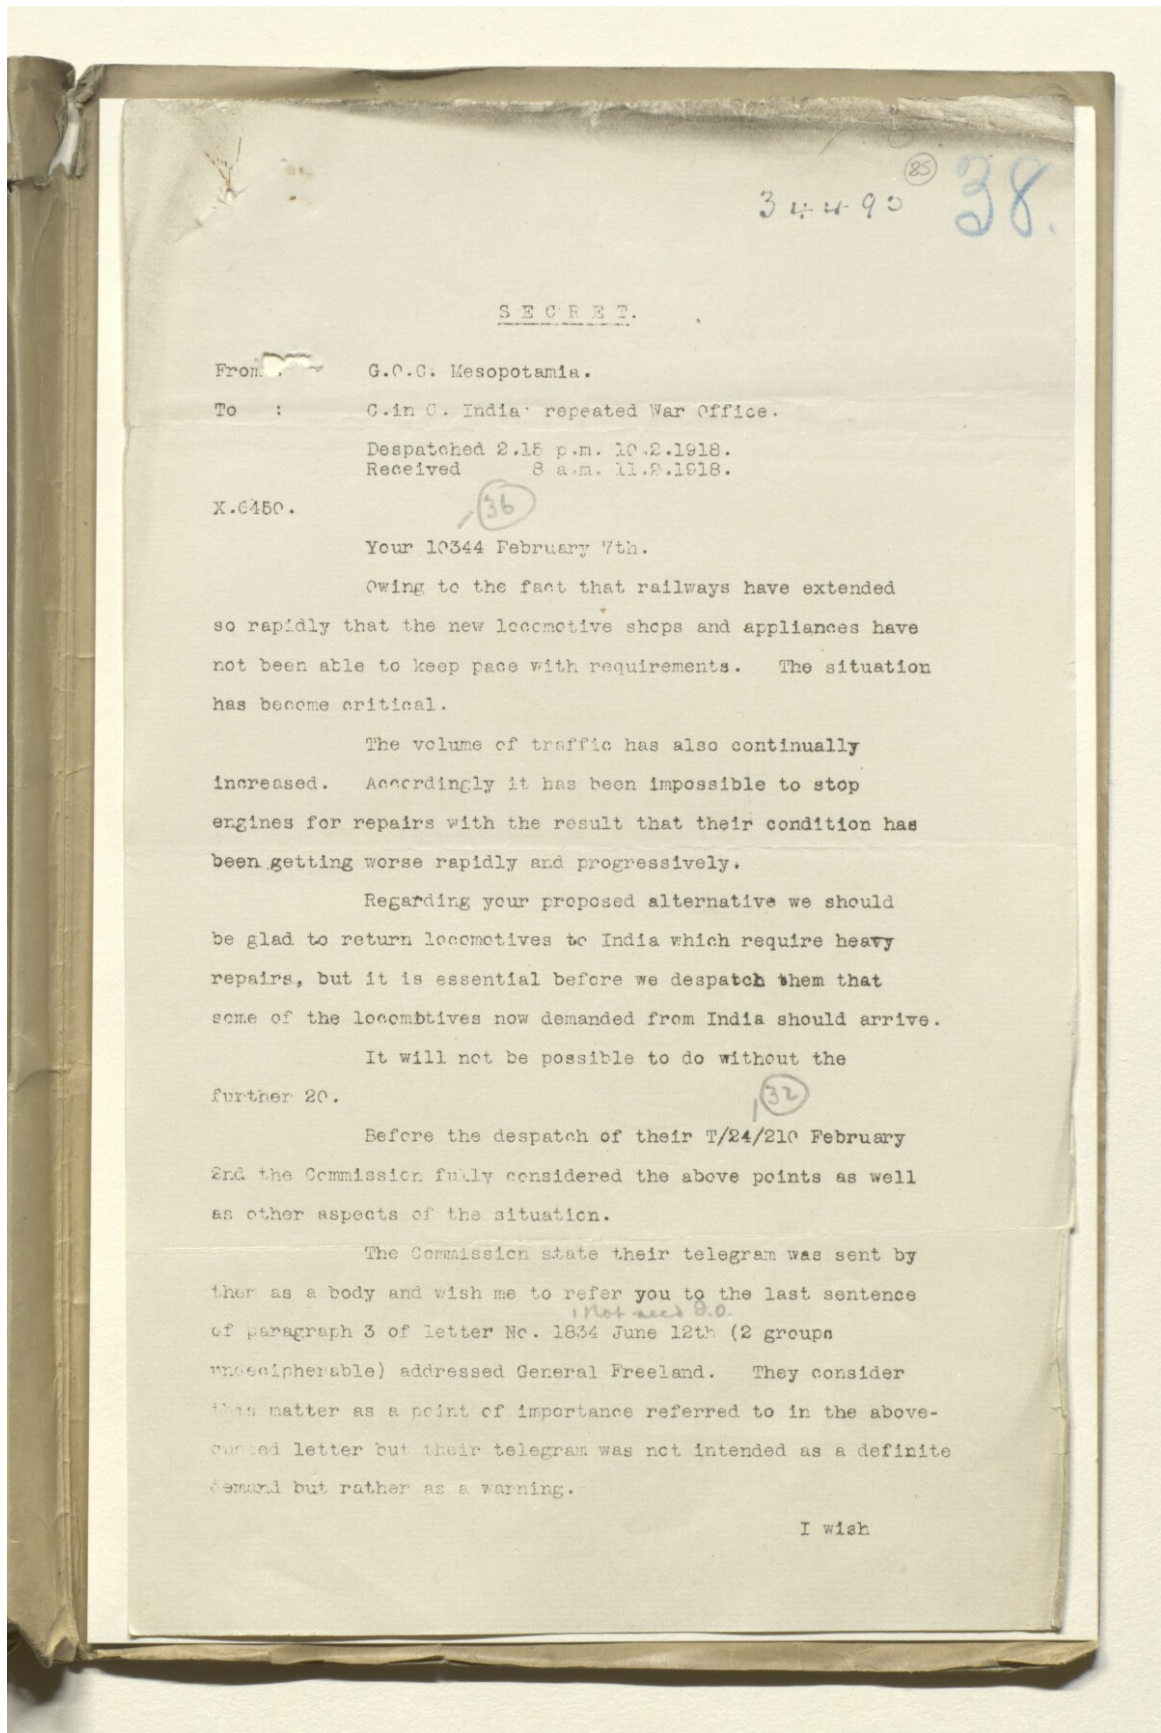 85
34490
38.
SECRET.
From : G.O.C. Mesopotamia.
To : C.in C. India repeated War Office.
Despatched 2.15 p.m. 10.2.1918.
Received 8 a.m. 11.2.1918.
36
X.6450.
Your 10344 February 7th.
Owing to the fact that railways have extended
so rapidly that the new locomotive shops and appliances have
not been able to keep pace with requirements. The situation
has become critical.
The volume of traffic has also continually
increased. Accordingly it has been impossible to stop
engines for repairs with the result that their condition has
been getting worse rapidly and progressively.
Regarding your proposed alternative we should
be glad to return locomotives to India which require heavy
repairs, but it is essential before we despatch them that
some of the locomotives now demanded from India should arrive.
It will not be possible to do without the
further 20.
32
Before the despatch of their T/24/210 February
2nd the Commission fully considered the above points as well
as other aspects of the situation.
The Commission state their telegram was sent by
them as a body and wish me to refer you to the last sentence
Not
of paragraph 3 of letter No. 1834 June 12th (2 groups
undecipherable) addressed General Freeland. They consider
this matter as a point of importance referred to in the above-
quoted letter but their telegram was not intended as a definite
demand but rather as a warning.
I wish